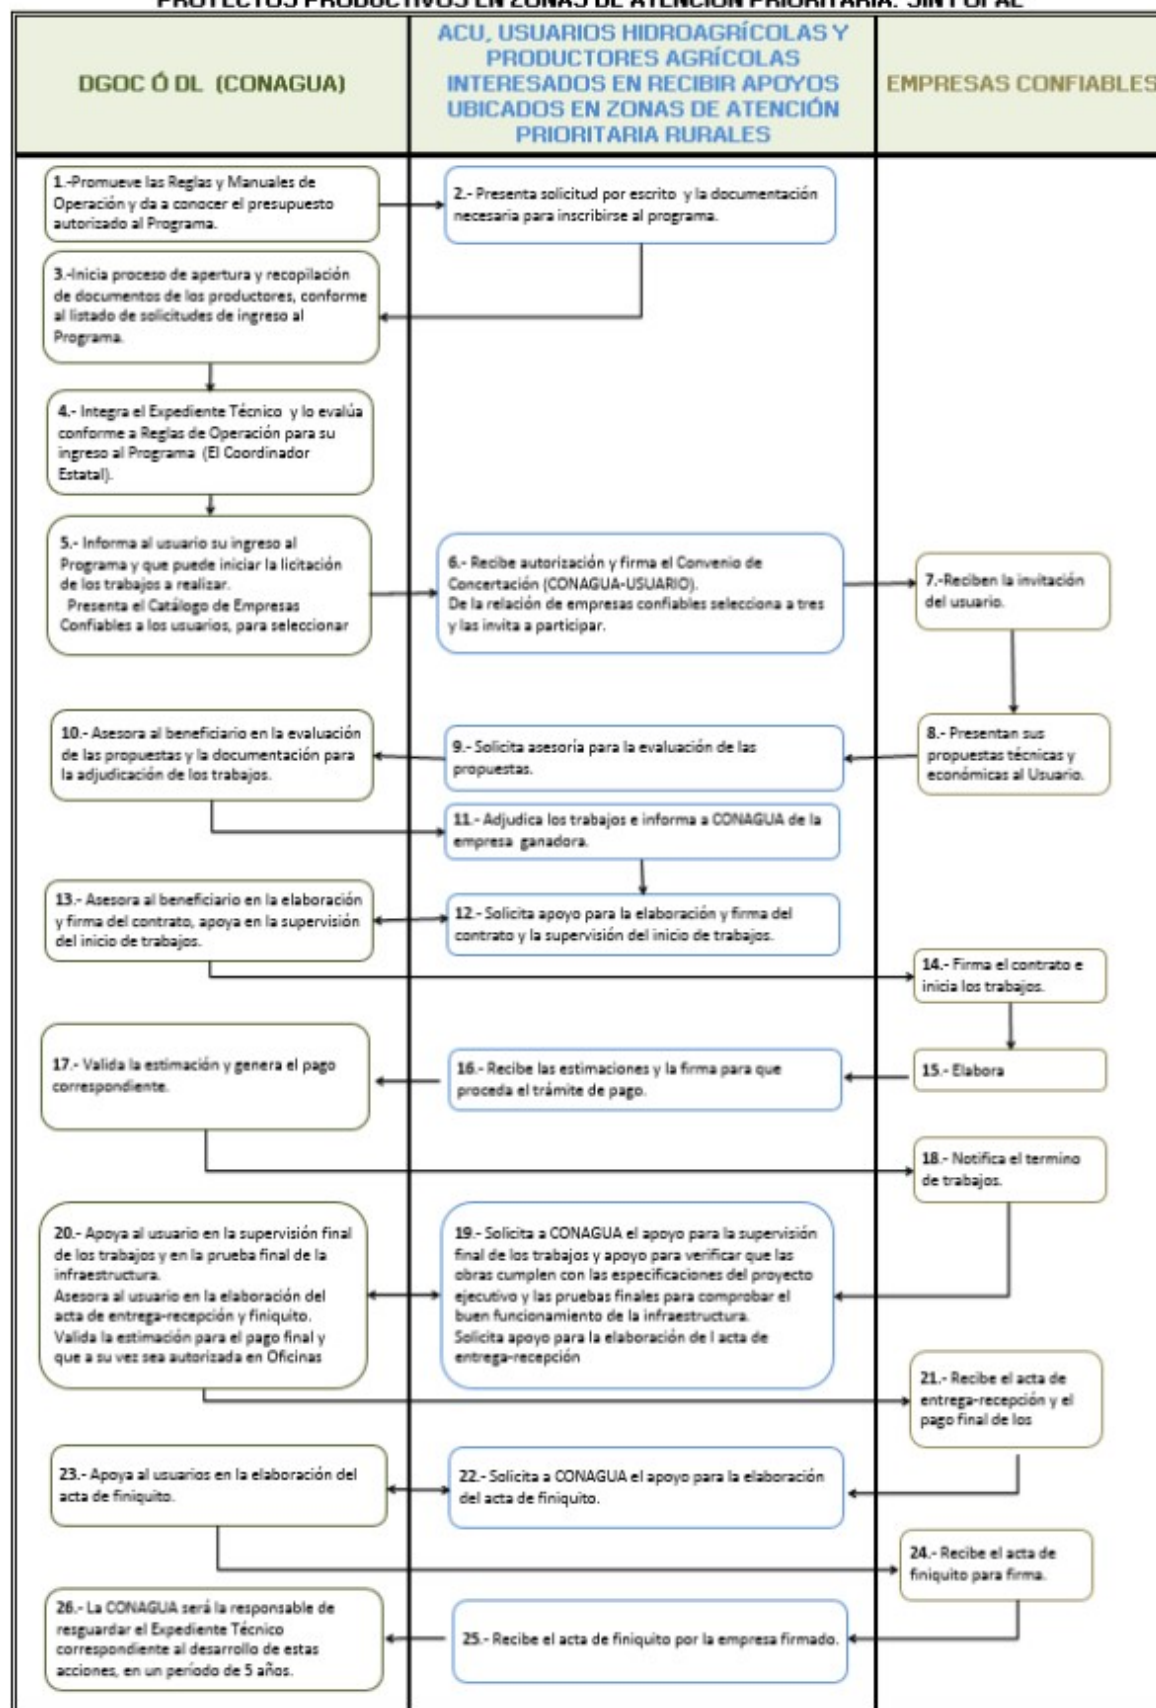 PROYECTOS PRODUCTIVOS EN ZONAS DE ATENCIÓN PRIORITARIA.
DGOC Ó DL (CONAGUA)
ACU, USUARIOS HIDROAGRÍCOLAS Y
PRODUCTORES AGRÍCOLAS
INTERESADOS EN RECIBIR APOYOS
UBICADOS EN ZONAS DE ATENCIÓN
PRIORITARIA RURALES
EMPRESAS CONFIABLES
1.-Promueve las Reglas y Manuales de
Operación y da a conocer el presupuesto
autorizado al Programa.
2.- Presenta solicitud por escrito y la documentación
necesaria para inscribirse al programa.
3.-Inicia proceso de apertura y recopilación
de documentos de los productores, conforme
al listado de solicitudes de ingreso al
Programa.
4.- Integra el Expediente Técnico y lo evalúa
conforme a Reglas de Operación para su
ingreso al Programa (El Coordinador
Estatal).
5.- Informa al usuario su ingreso al
Programa y que puede iniciar la licitación
de los trabajos a realizar.
Presenta el Catálogo de Empresas
Confiables a los usuarios, para seleccionar
6.- Recibe autorización y firma el Convenio de
Concertación (CONAGUA-USUARIO).
De la relación de empresas confiables selecciona a tres
y las invita a participar.
7.-Reciben la invitación
del usuario.
8.- Presentan sus
propuestas técnicas y
económicas al Usuario.
9.- Solicita asesoria para la evaluación de las
propuestas.
10.- Asesora al beneficiario en la evaluación
de las propuestas y la documentación para
la adjudicación de los trabajos.
11.- Adjudica los trabajos e informa a CONAGUA de la
empresa ganadora.
12.- Solicita apoyo para la elaboración y firma del
contrato y la supervisión del inicio de trabajos.
13.- Asesora al beneficiario en la elaboración
y firma del contrato, apoya en la supervisión
del inicio de trabajos.
14.- Firma el contrato e
inicia los trabajos.
15.- Elabora
16.- Recibe las estimaciones y la firma para que
proceda el trámite de pago.
17.- Valida la estimación y genera el pago
correspondiente.
18.- Notifica el termino
de trabajos.
19.- Solicita a CONAGUA el apoyo para la supervisión
final de los trabajos y apoyo para verificar que las
obras cumplen con las especificaciones del proyecto
ejecutivo y las pruebas finales para comprobar el
buen funcionamiento de la infraestructura.
Solicita apoyo para la elaboración de l acta de
entrega-recepción
20.- Apoya al usuario en la supervisión final
de los trabajos y en la prueba final de la
infraestructura.
Asesora al usuario en la elaboración del
acta de entrega-recepción y finiquito.
Valida la estimación para el pago final y
que a su vez sea autorizada en Oficinas
21.- Recibe el acta de
entrega-recepción y el
pago final de los
22.- Solicita a CONAGUA el apoyo para la elaboración
del acta de finiquito.
23.- Apoya al usuarios en la elaboración del
acta de finiquito.
24.- Recibe el acta de
finiquito para firma.
25.- Recibe el acta de finiquito por la empresa firmado.
26.- La CONAGUA será la responsable de
resguardar el Expediente Técnico
correspondiente al desarrollo de estas
acciones, en un período de 5 años.